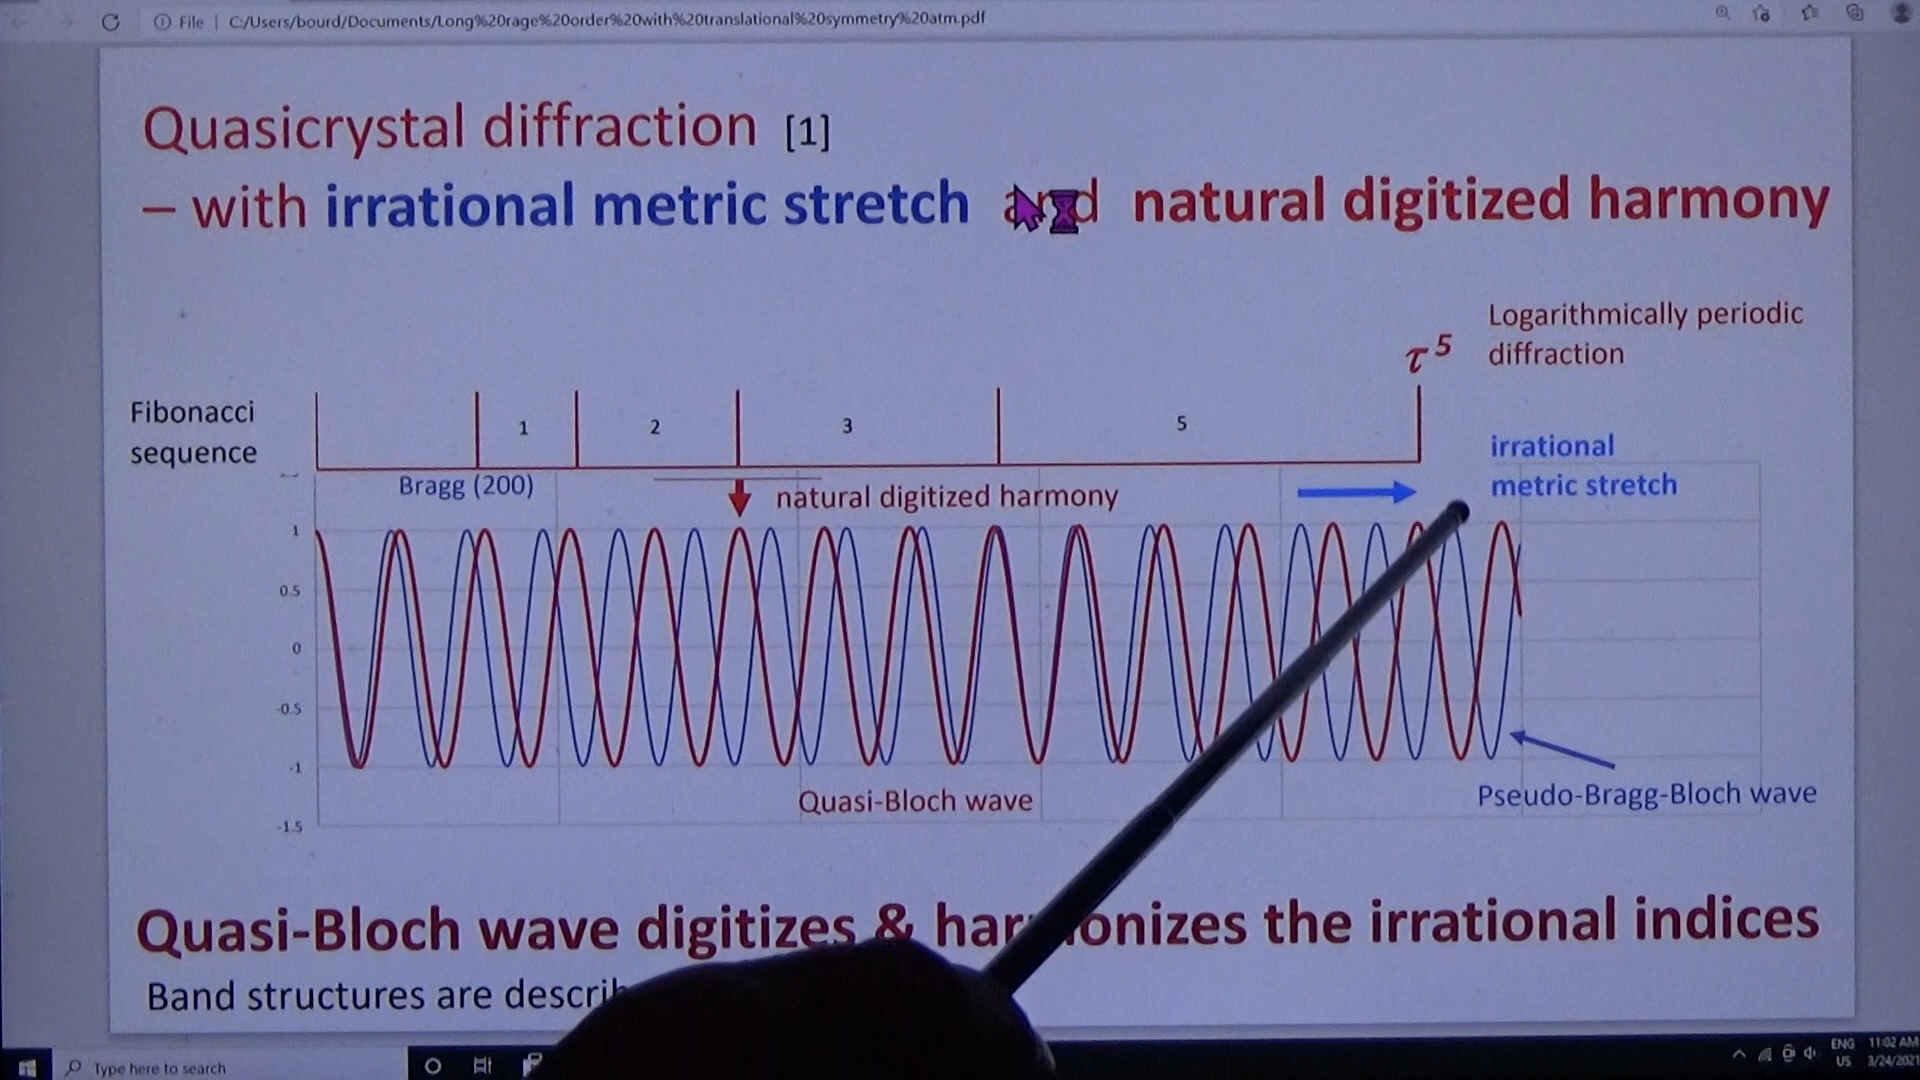 File | C:/Users/bourd/Documents/Long%20rage%20order%20with%20translational%20symmetry%20atm.pdf
Quasicrystal diffraction [1]
– with irrational metric stretch and natural digitized harmony
Logarithmically periodic
diffraction
τ⁵
Fibonacci
sequence
1 2 3 5
irrational
metric stretch
Bragg (200)
natural digitized harmony
1
0.5
0
-0.5
-1
-1.5
Quasi-Bloch wave
Pseudo-Bragg-Bloch wave
Quasi-Bloch wave digitizes & harmonizes the irrational indices
Band structures are
Type here to search
ENG 11:02 AM
US 3/24/2021